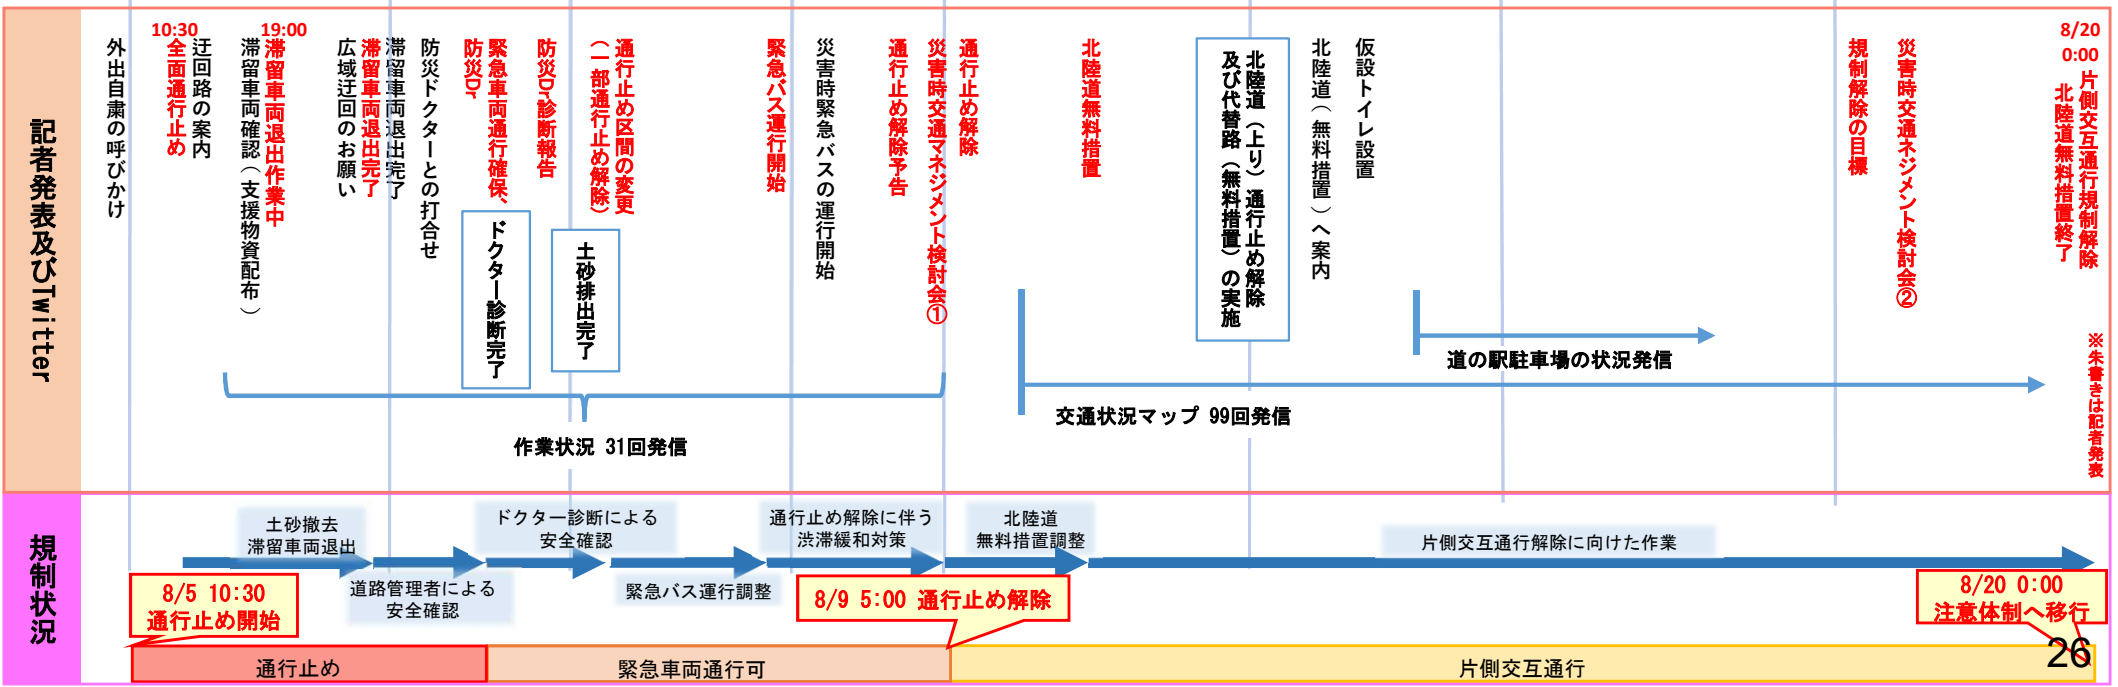 記者発表及びTwitter
外出自粛の呼びかけ
10:30
全面通行止め
迂回路の案内
滞留車両確認（支援物資配布）
19:00
滞留車両退出作業中
広域迂回のお願い
滞留車両退出完了
滞留車両退出完了
防災ドクターとの打合せ
緊急車両通行確保、
防災Dr
ドクター診断完了
防災Dr診断報告
土砂排出完了
通行止め区間の変更
（一部通行止め解除）
緊急バス運行開始
災害時緊急バスの運行開始
通行止め解除予告
災害時交通マネジメント検討会①
通行止め解除
北陸道無料措置
北陸道（上り）通行止め解除
及び代替路（無料措置）の実施
北陸道（無料措置）へ案内
仮設トイレ設置
規制解除の目標
災害時交通ネジメント検討会②
8/20
0:00
片側交互通行規制解除
北陸道無料措置終了
※朱書きは記者発表
道の駅駐車場の状況発信
交通状況マップ 99回発信
作業状況 31回発信
規制状況
土砂撤去
滞留車両退出
道路管理者による
安全確認
ドクター診断による
安全確認
緊急バス運行調整
通行止め解除に伴う
渋滞緩和対策
北陸道
無料措置調整
片側交互通行解除に向けた作業
8/5 10:30
通行止め開始
8/9 5:00 通行止め解除
8/20 0:00
注意体制へ移行
通行止め
緊急車両通行可
片側交互通行
26